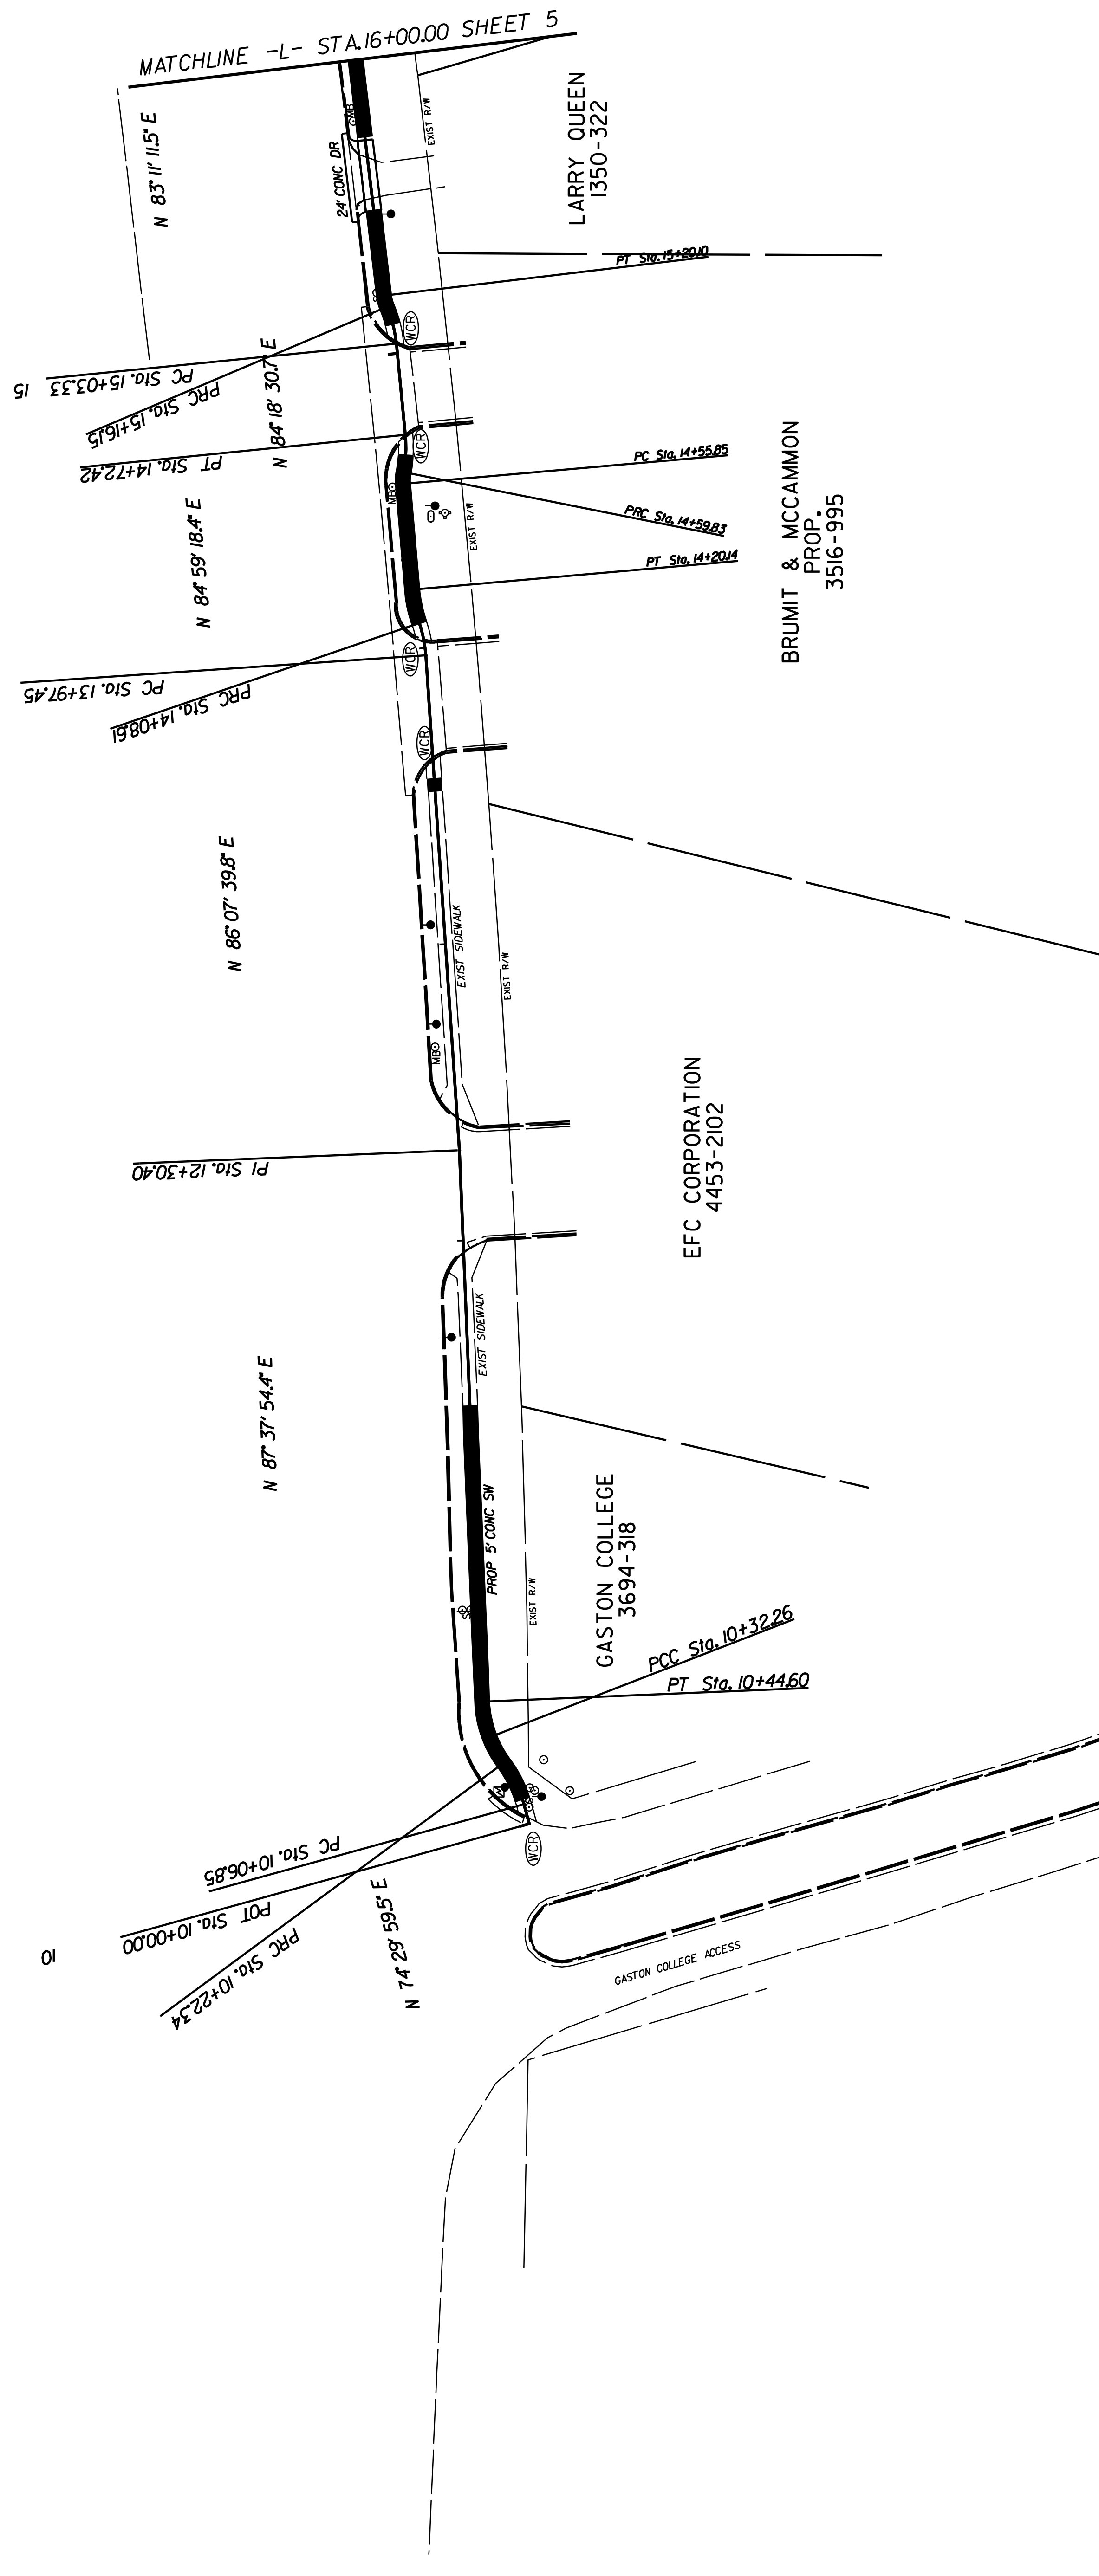 MATCHLINE -L- STA.16+00.00 SHEET 5
N 83° 11' 11.5" E
MB
EXIST R/W
24' CONC DR
LARRY QUEEN
1350-322
PT Sta. 15+20.10
WCR
PC Sta. 15+03.33
15
PRC Sta. 15+16.15
N 84° 18' 30.7" E
PT Sta. 14+72.42
WCR
PC Sta. 14+55.85
MB
EXIST R/W
PRC Sta. 14+59.83
PT Sta. 14+20.14
BRUMIT & MCCAMMON
PROP.
3516-995
N 84° 59' 18.4" E
WCR
PC Sta. 13+97.45
PRC Sta. 14+08.61
WCR
N 86° 07' 39.8" E
EXIST SIDEWALK
EXIST R/W
MB
EFC CORPORATION
4453-2102
PI Sta. 12+30.40
EXIST SIDEWALK
N 87° 37' 54.4" E
PROP 5' CONC SW
EXIST R/W
GASTON COLLEGE
3694-318
PCC Sta. 10+32.26
PT Sta. 10+44.60
WCR
PC Sta. 10+06.85
POT Sta. 10+00.00
10
PRC Sta. 10+22.34
N 74° 29' 59.5" E
GASTON COLLEGE ACCESS